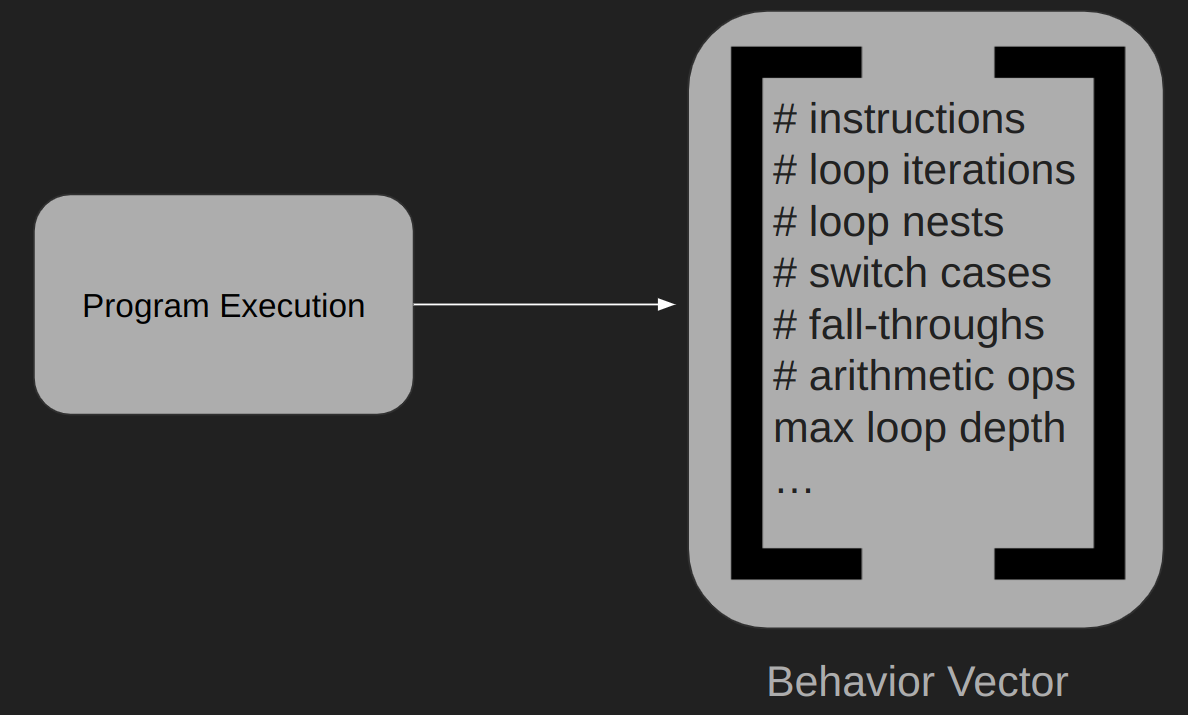 Program Execution
# instructions
# loop iterations
# loop nests
# switch cases
# fall-throughs
# arithmetic ops
max loop depth
…
Behavior Vector